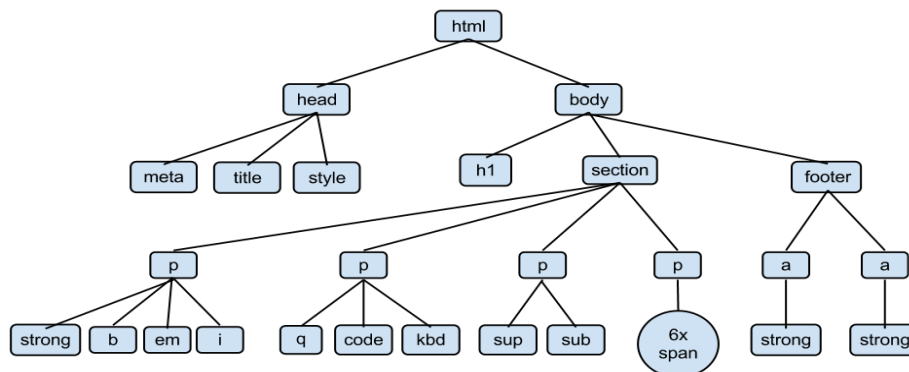 html
head
body
meta
title
style
h1
section
footer
p
p
p
p
a
a
strong
b
em
i
q
code
kbd
sup
sub
6x
span
strong
strong